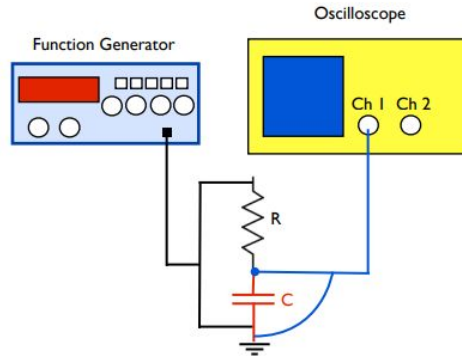 Oscilloscope
Function Generator
Ch 1 Ch 2
R
C